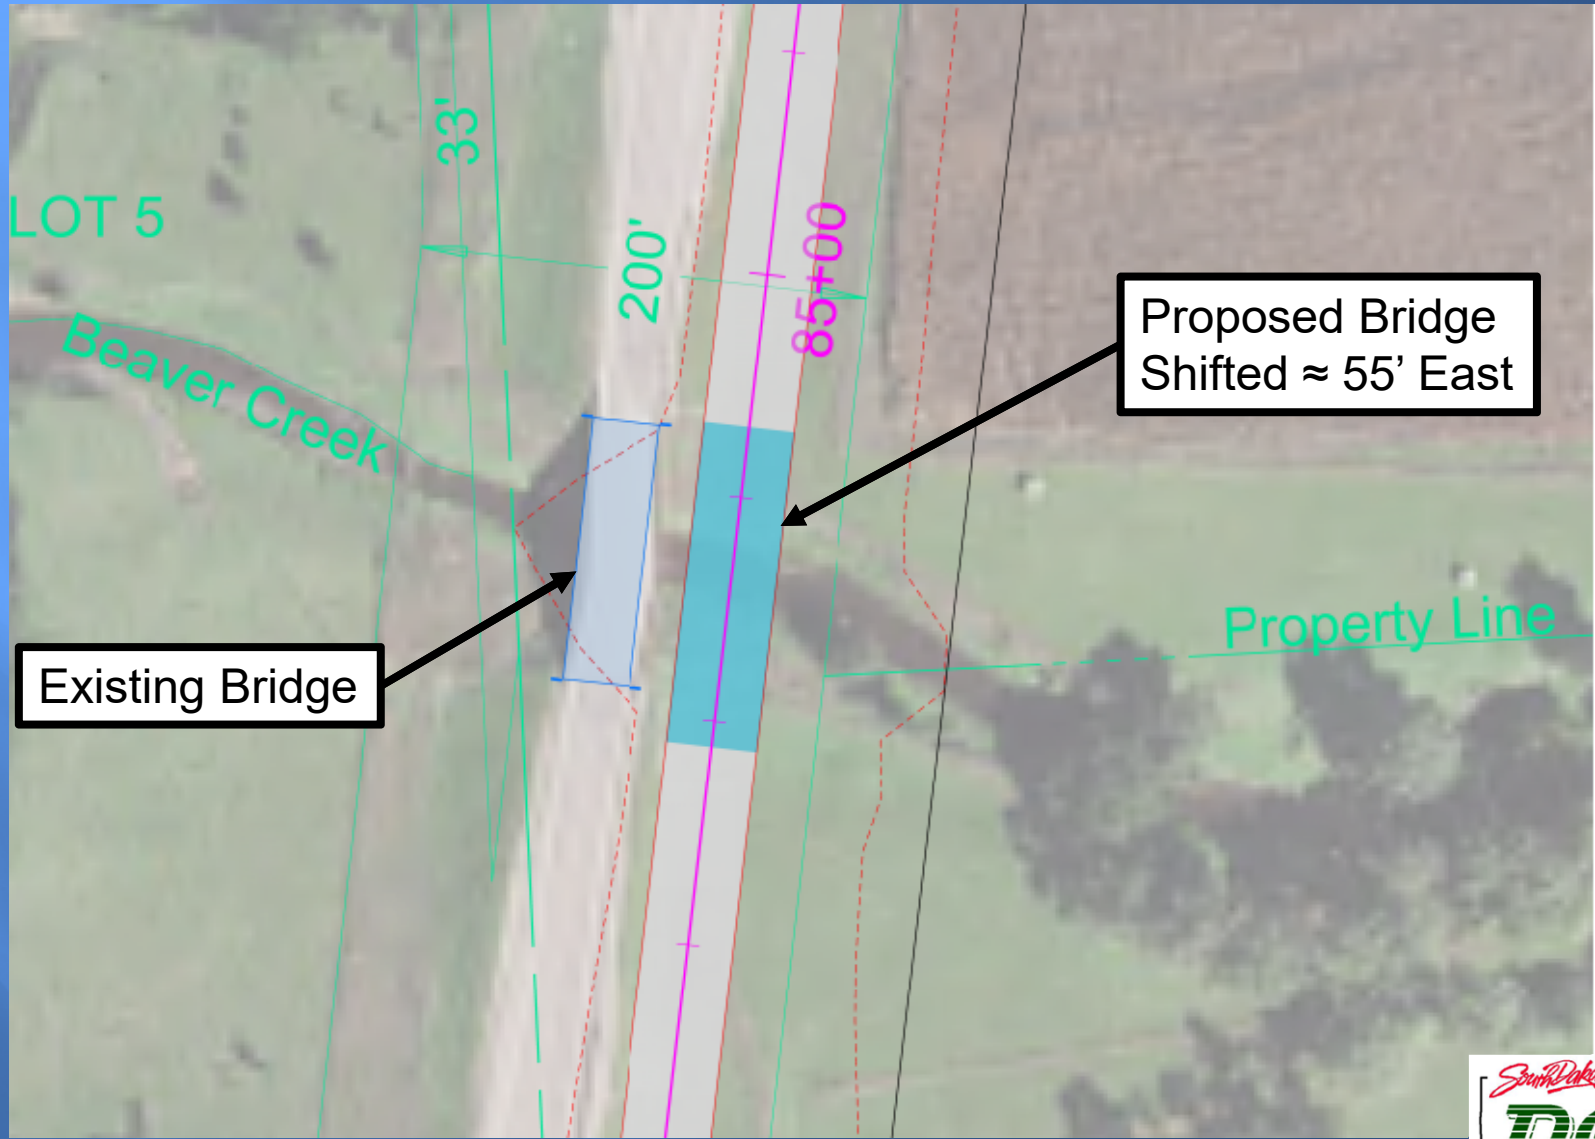 33'
LOT 5
200'
85+00
Proposed Bridge
Shifted ≈ 55’ East
Beaver Creek
Property Line
Existing Bridge